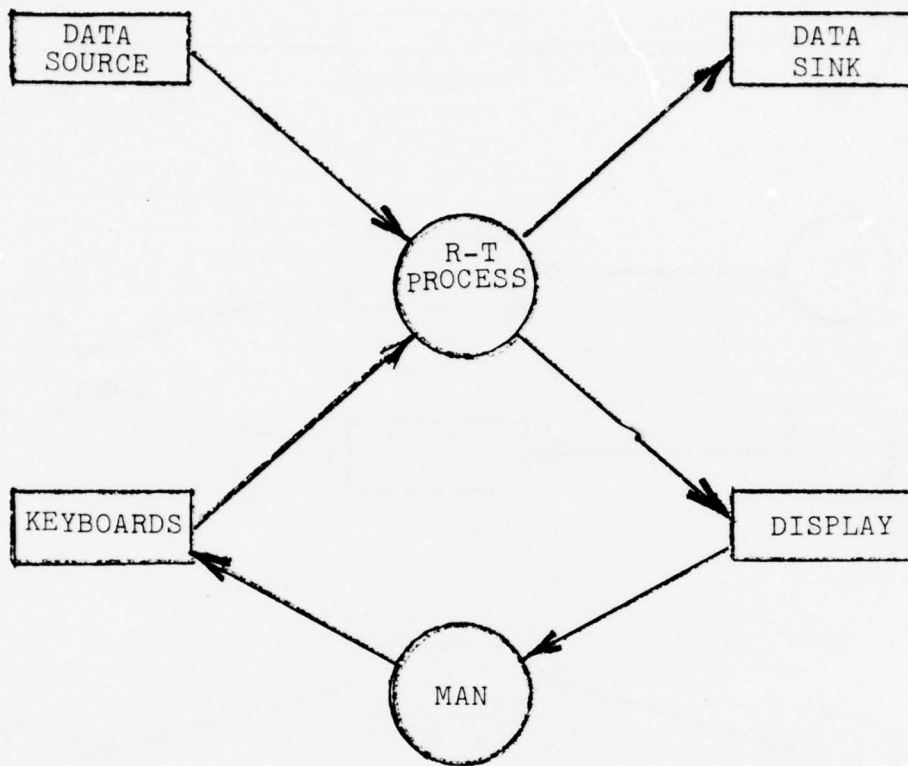 DATA
SOURCE
DATA
SINK
R-T
PROCESS
KEYBOARDS
DISPLAY
MAN